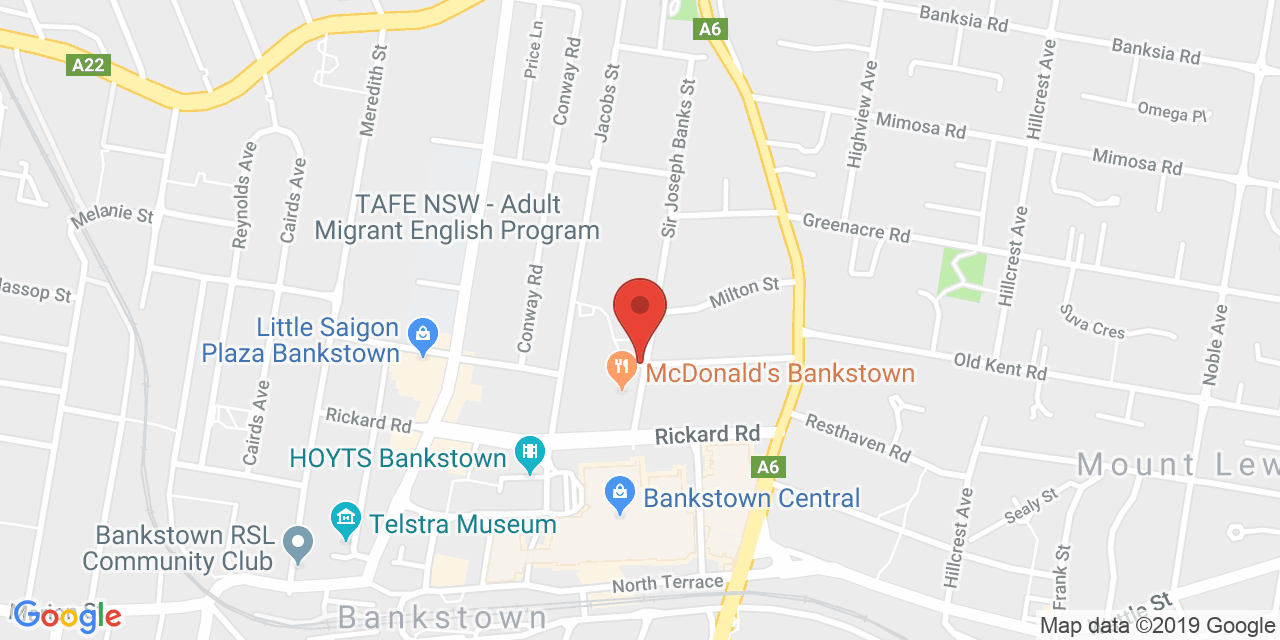 Banksia Rd
Banksia Rd
A6
A22
Price Ln
Conway Rd
Meredith St
Jacobs St
Sir Joseph Banks St
Highview Ave
Hillcrest Ave
Omega Pl
Mimosa Rd
Mimosa Rd
Reynolds Ave
Cairds Ave
Melanie St
TAFE NSW - Adult
Migrant English Program
Greenacre Rd
Hillcrest Ave
Conway Rd
Milton St
Suva Cres
Noble Ave
Little Saigon
Plaza Bankstown
McDonald's Bankstown
Old Kent Rd
Cairds Ave
Rickard Rd
Rickard Rd
Resthaven Rd
HOYTS Bankstown
A6
Mount Lew
Bankstown Central
Sealy St
Hillcrest Ave
Telstra Museum
Bankstown RSL
Community Club
Frank St
North Terrace
Bankstown
Google
Map data ©2019 Google